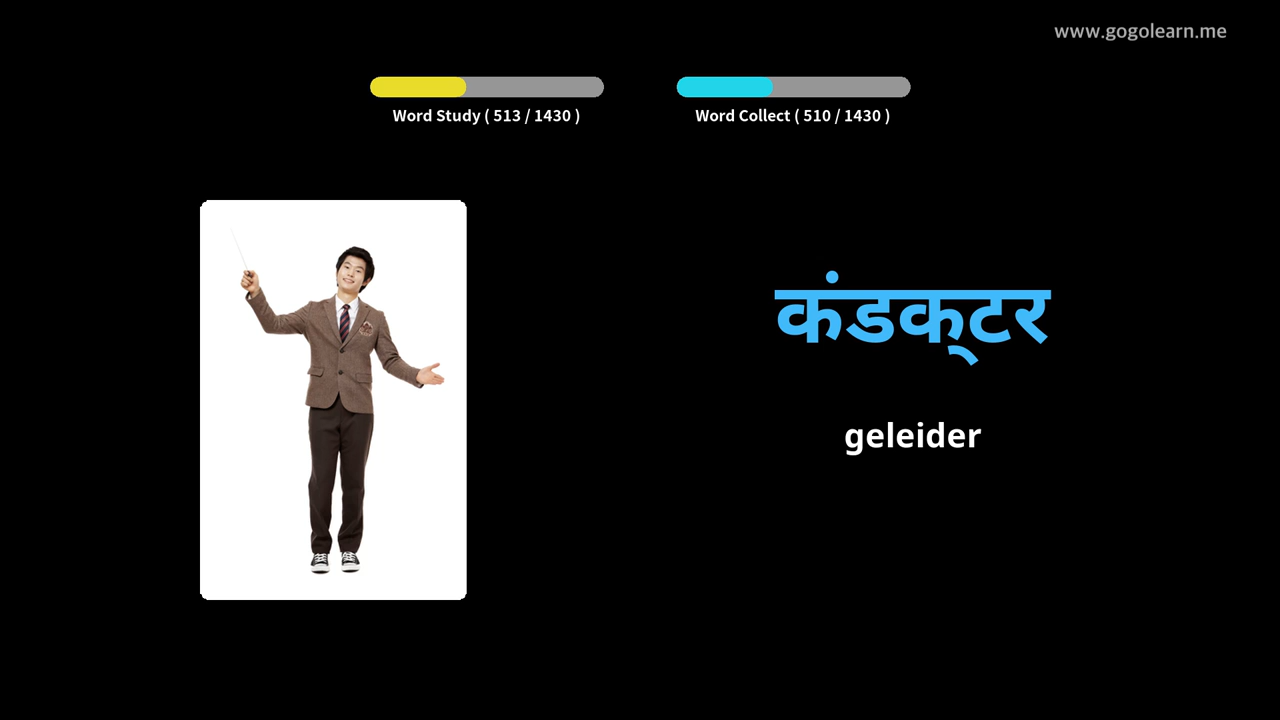 www.gogolearn.me
Word Study ( 513 / 1430 )
Word Collect ( 510 / 1430 )
कंडक्टर
geleider